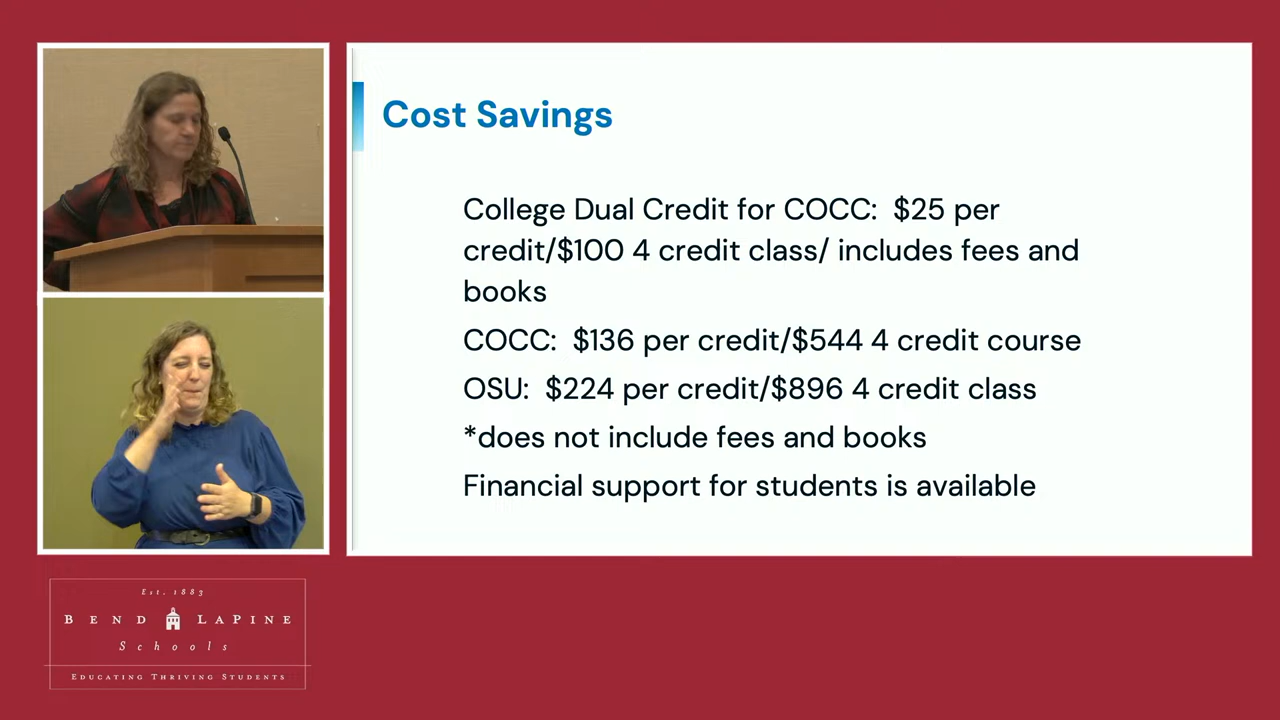 Cost Savings
College Dual Credit for COCC:  $25 per
credit/$100 4 credit class/ includes fees and
books
COCC:  $136 per credit/$544 4 credit course
OSU:  $224 per credit/$896 4 credit class
*does not include fees and books
Financial support for students is available
Est. 1883
BEND LAPINE
Schools
EDUCATING THRIVING STUDENTS